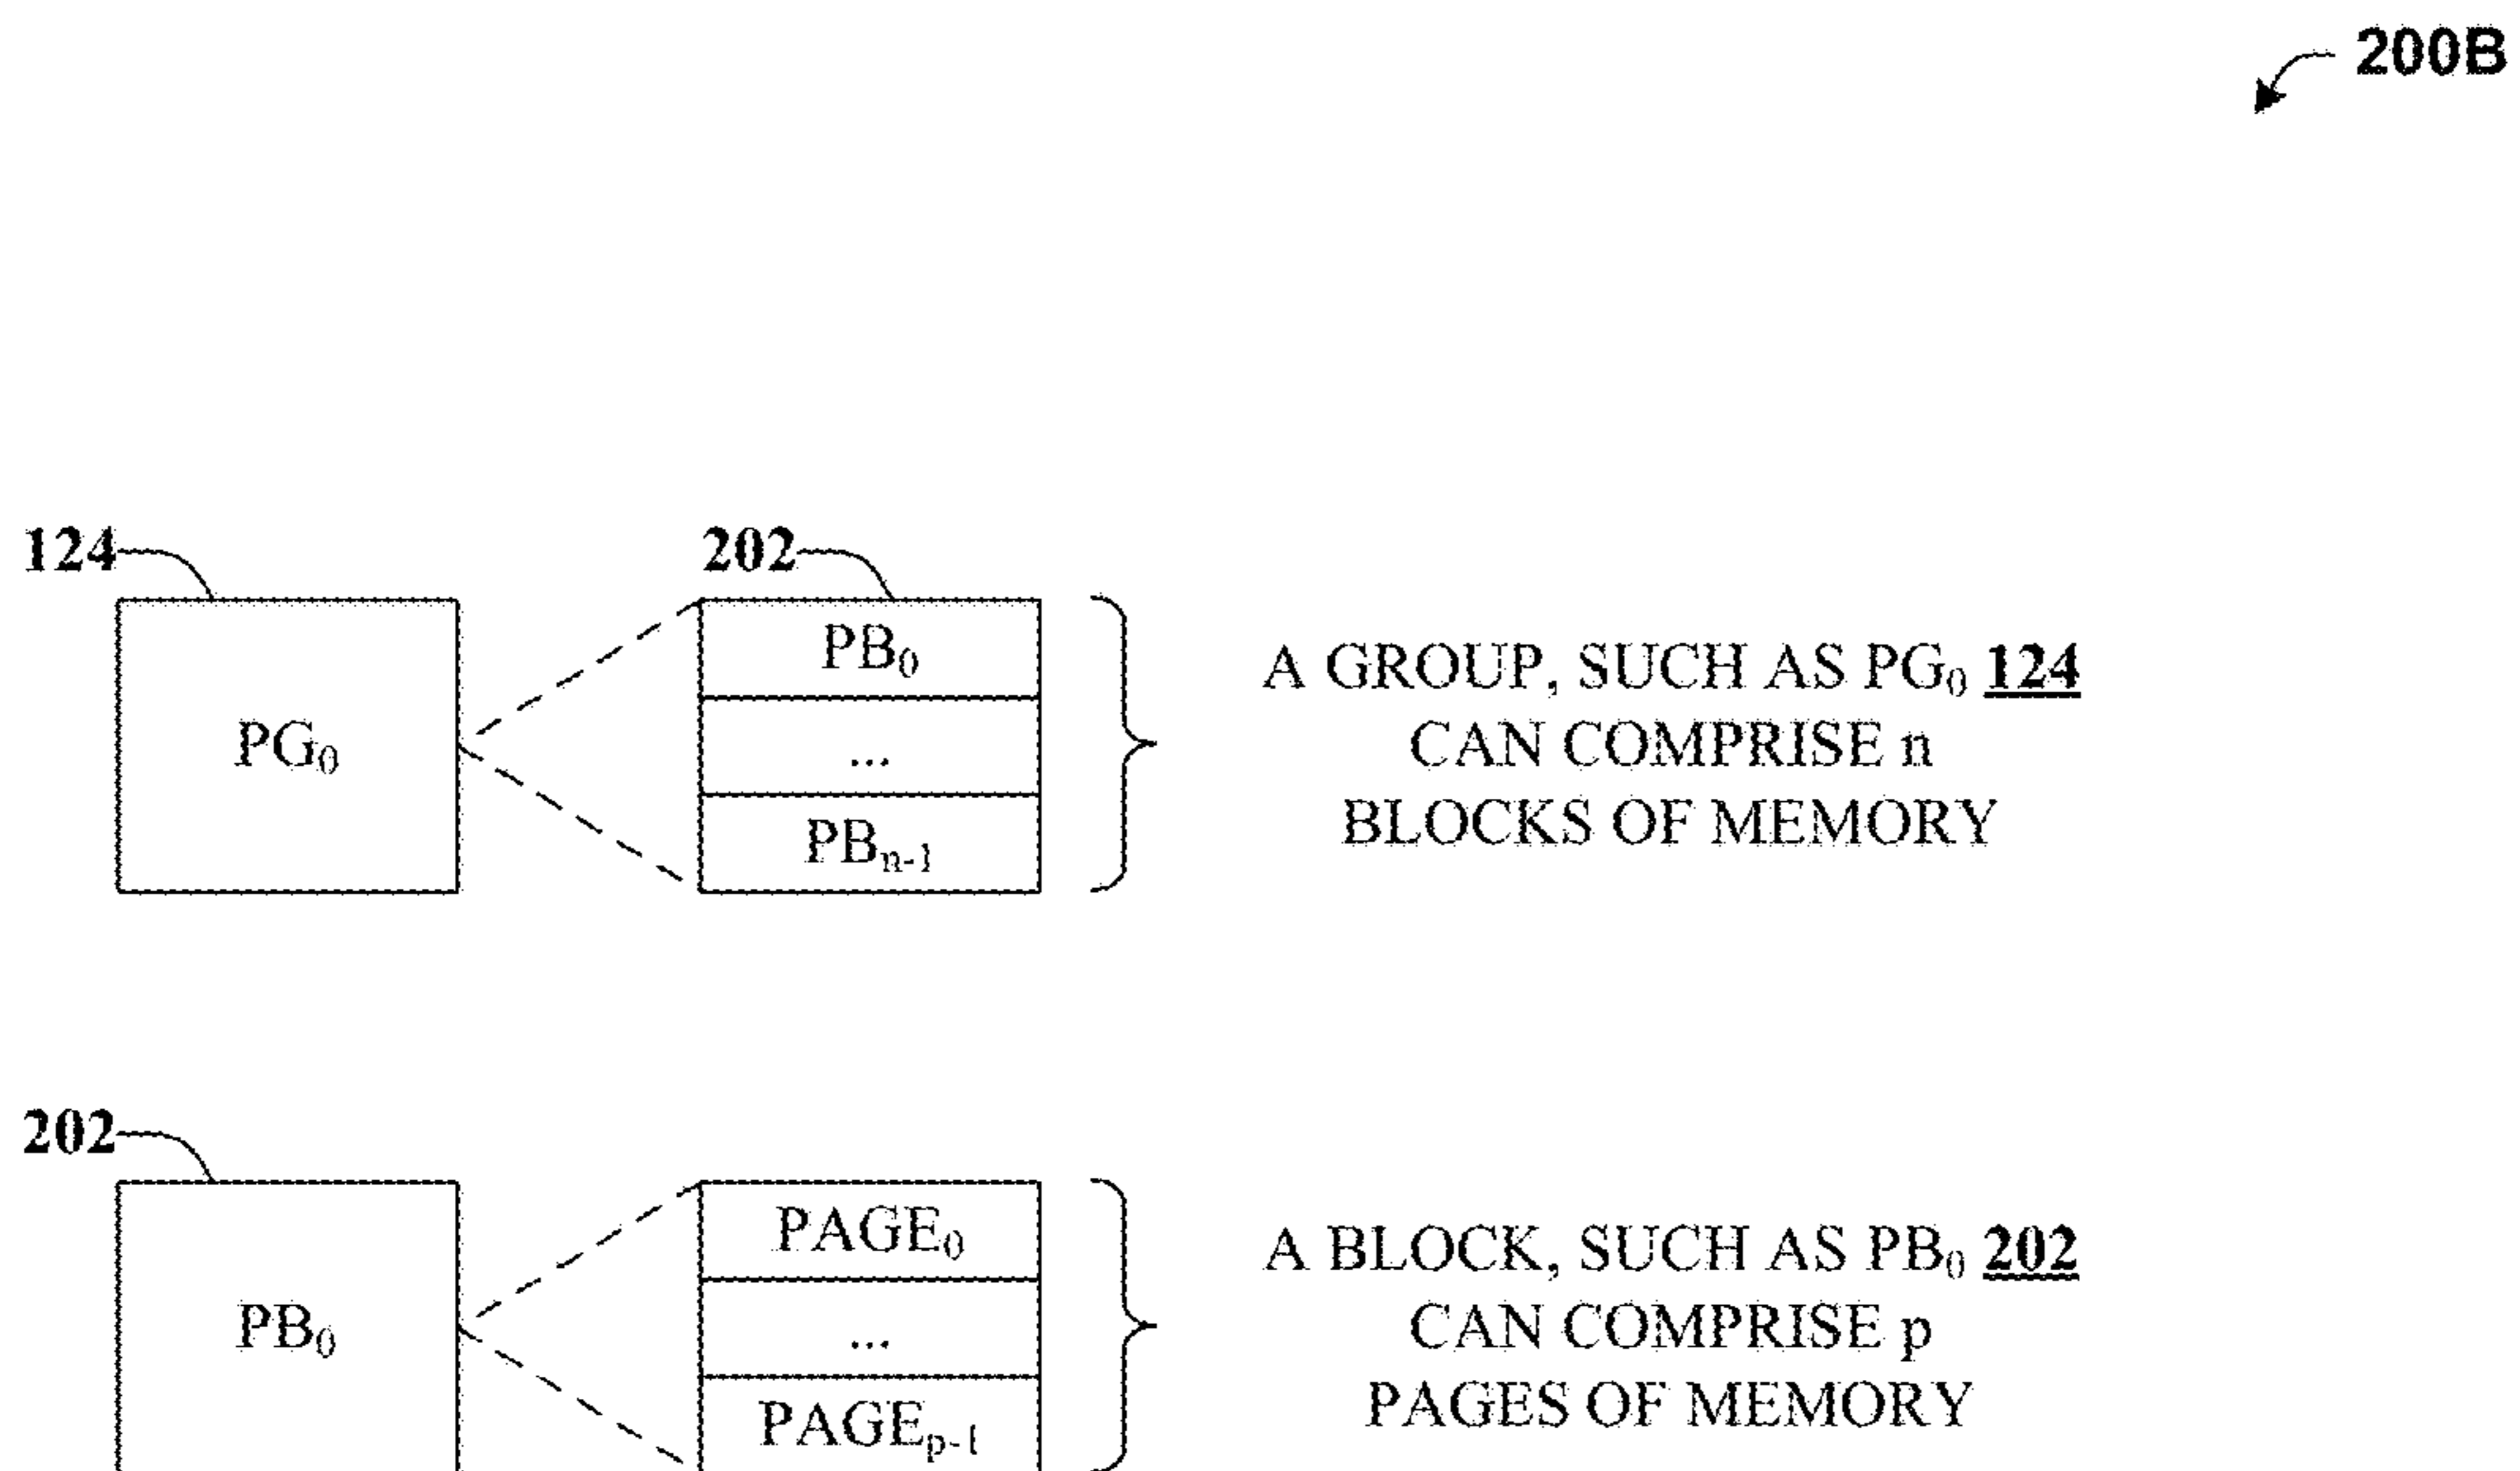 200B
124
202
PG₀
PB₀
...
PBₙ₋₁
A GROUP, SUCH AS PG₀ 124
CAN COMPRISE n
BLOCKS OF MEMORY
202
PB₀
PAGE₀
...
PAGEₚ₋₁
A BLOCK, SUCH AS PB₀ 202
CAN COMPRISE p
PAGES OF MEMORY